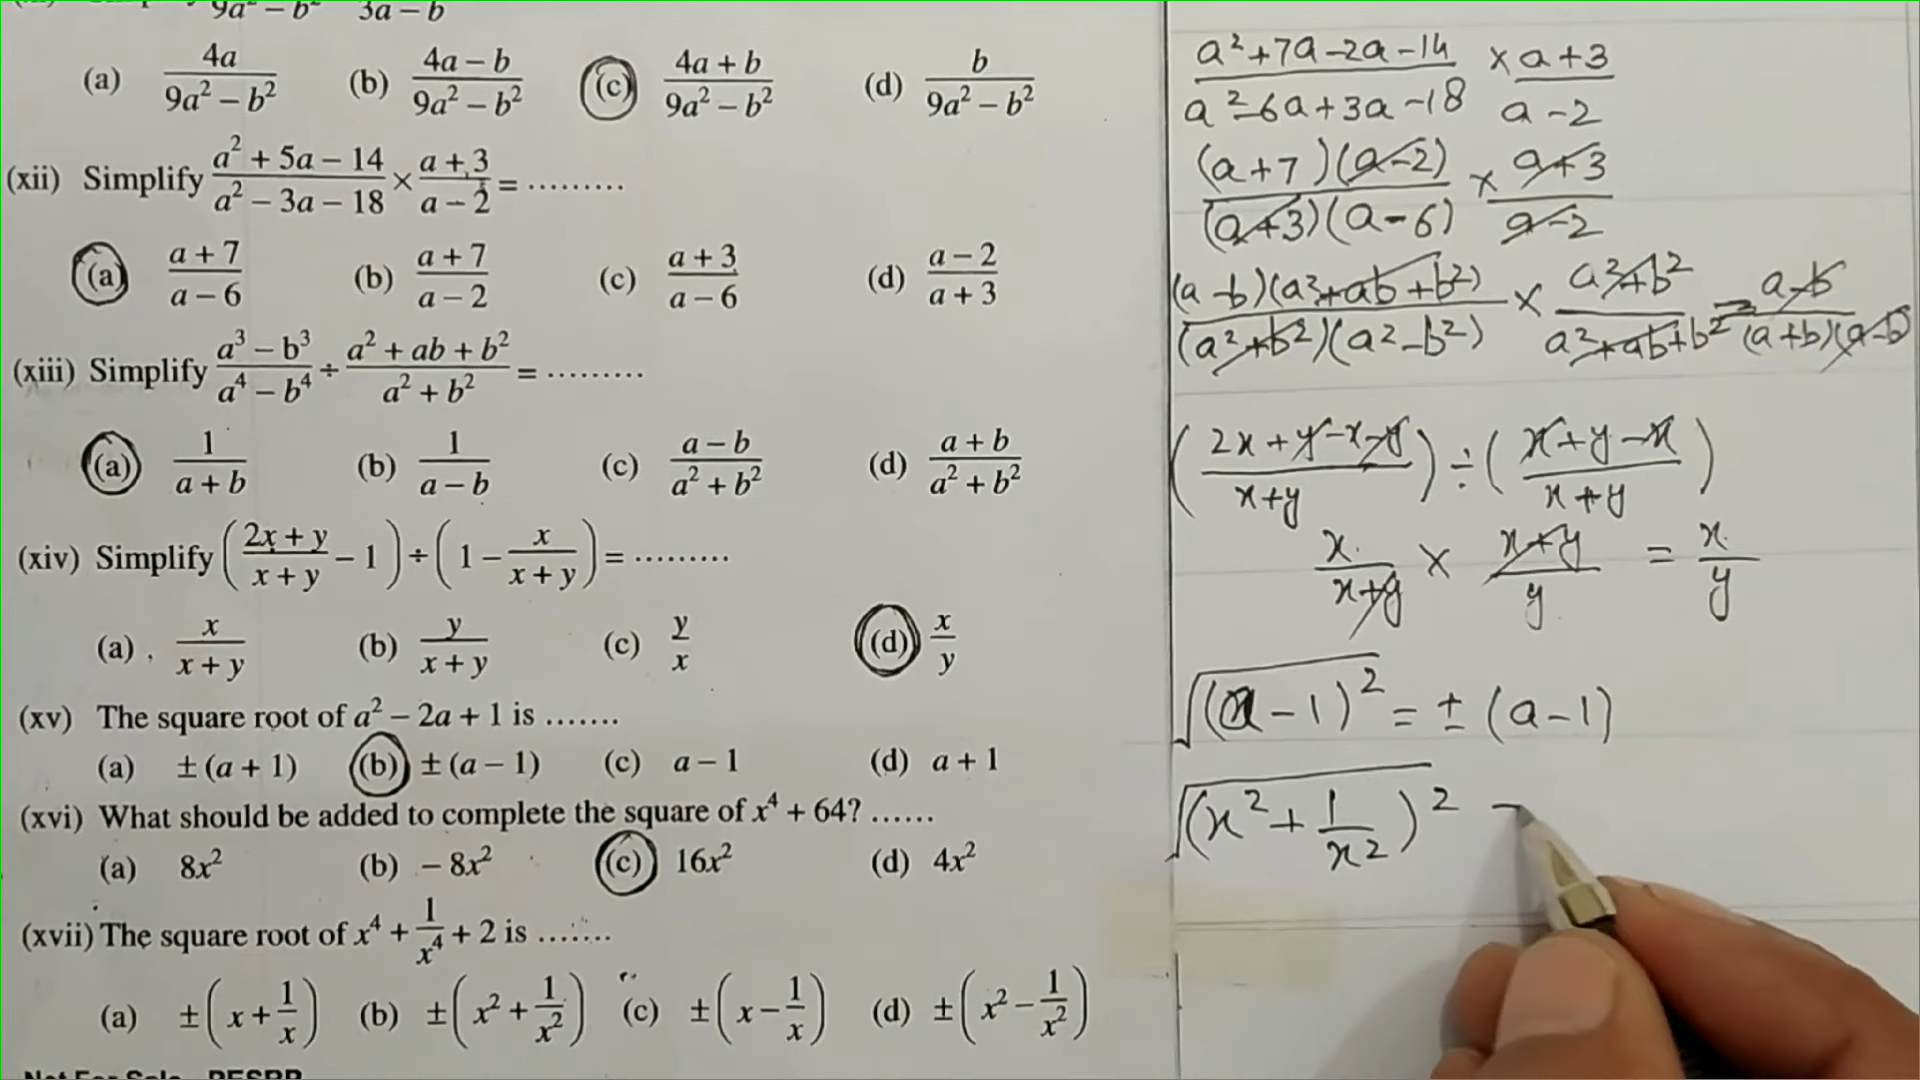 9a² – b²   3a – b
(a) 4a/(9a² – b²)   (b) (4a – b)/(9a² – b²)   (c) (4a + b)/(9a² – b²)   (d) b/(9a² – b²)
(xii) Simplify (a² + 5a – 14)/(a² – 3a – 18) × (a + 3)/(a – 2) = .........
(a) (a + 7)/(a – 6)   (b) (a + 7)/(a – 2)   (c) (a + 3)/(a – 6)   (d) (a – 2)/(a + 3)
(xiii) Simplify (a³ – b³)/(a⁴ – b⁴) ÷ (a² + ab + b²)/(a² + b²) = .........
(a) 1/(a + b)   (b) 1/(a – b)   (c) (a – b)/(a² + b²)   (d) (a + b)/(a² + b²)
(xiv) Simplify ((2x + y)/(x + y) – 1) ÷ (1 – x/(x + y)) = .........
(a) x/(x + y)   (b) y/(x + y)   (c) y/x   (d) x/y
(xv) The square root of a² – 2a + 1 is .......
(a) ± (a + 1)   (b) ± (a – 1)   (c) a – 1   (d) a + 1
(xvi) What should be added to complete the square of x⁴ + 64? ......
(a) 8x²   (b) – 8x²   (c) 16x²   (d) 4x²
(xvii) The square root of x⁴ + 1/x⁴ + 2 is .......
(a) ±(x + 1/x)   (b) ±(x² + 1/x²)   (c) ±(x – 1/x)   (d) ±(x² – 1/x²)
(a² + 7a – 2a – 14)/(a² – 6a + 3a – 18) × (a + 3)/(a – 2)
(a + 7)(a – 2)/(a + 3)(a – 6) × (a + 3)/(a – 2)
(a – b)(a² + ab + b²)/(a² + b²)(a² – b²) × (a² + b²)/(a² + ab + b²) = (a – b)/(a + b)(a – b)
((2x + y – x – y)/(x + y)) ÷ ((x + y – x)/(x + y))
x/(x + y) × (x + y)/y = x/y
√(a – 1)² = ± (a – 1)
√(x² + 1/x²)²